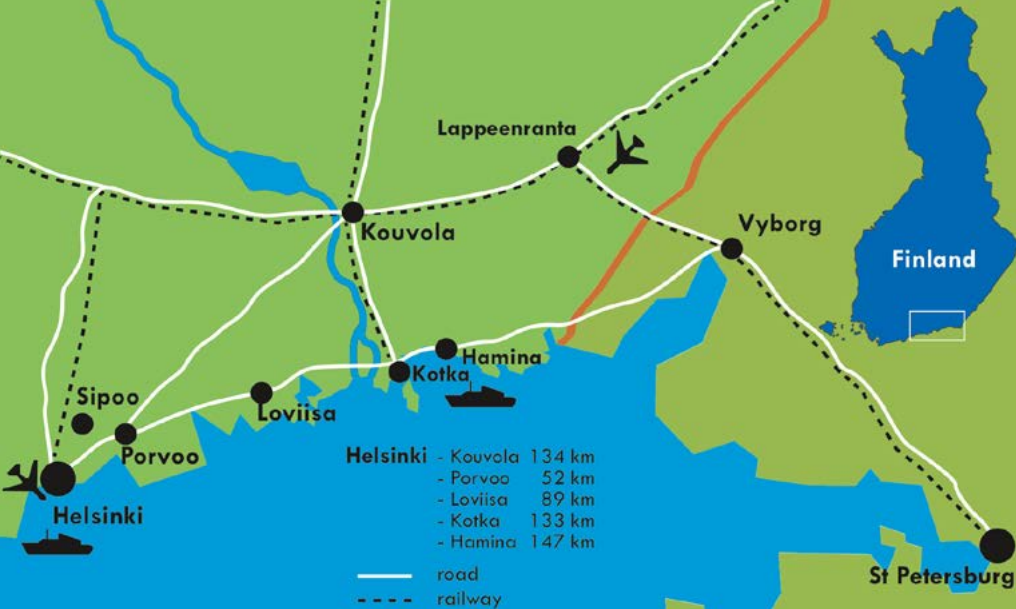 Lappeenranta
Vyborg
Kouvola
Finland
Hamina
Kotka
Sipoo
Loviisa
Porvoo
Helsinki - Kouvola 134 km
- Porvoo 52 km
- Loviisa 89 km
- Kotka 133 km
- Hamina 147 km
Helsinki
St Petersburg
road
railway